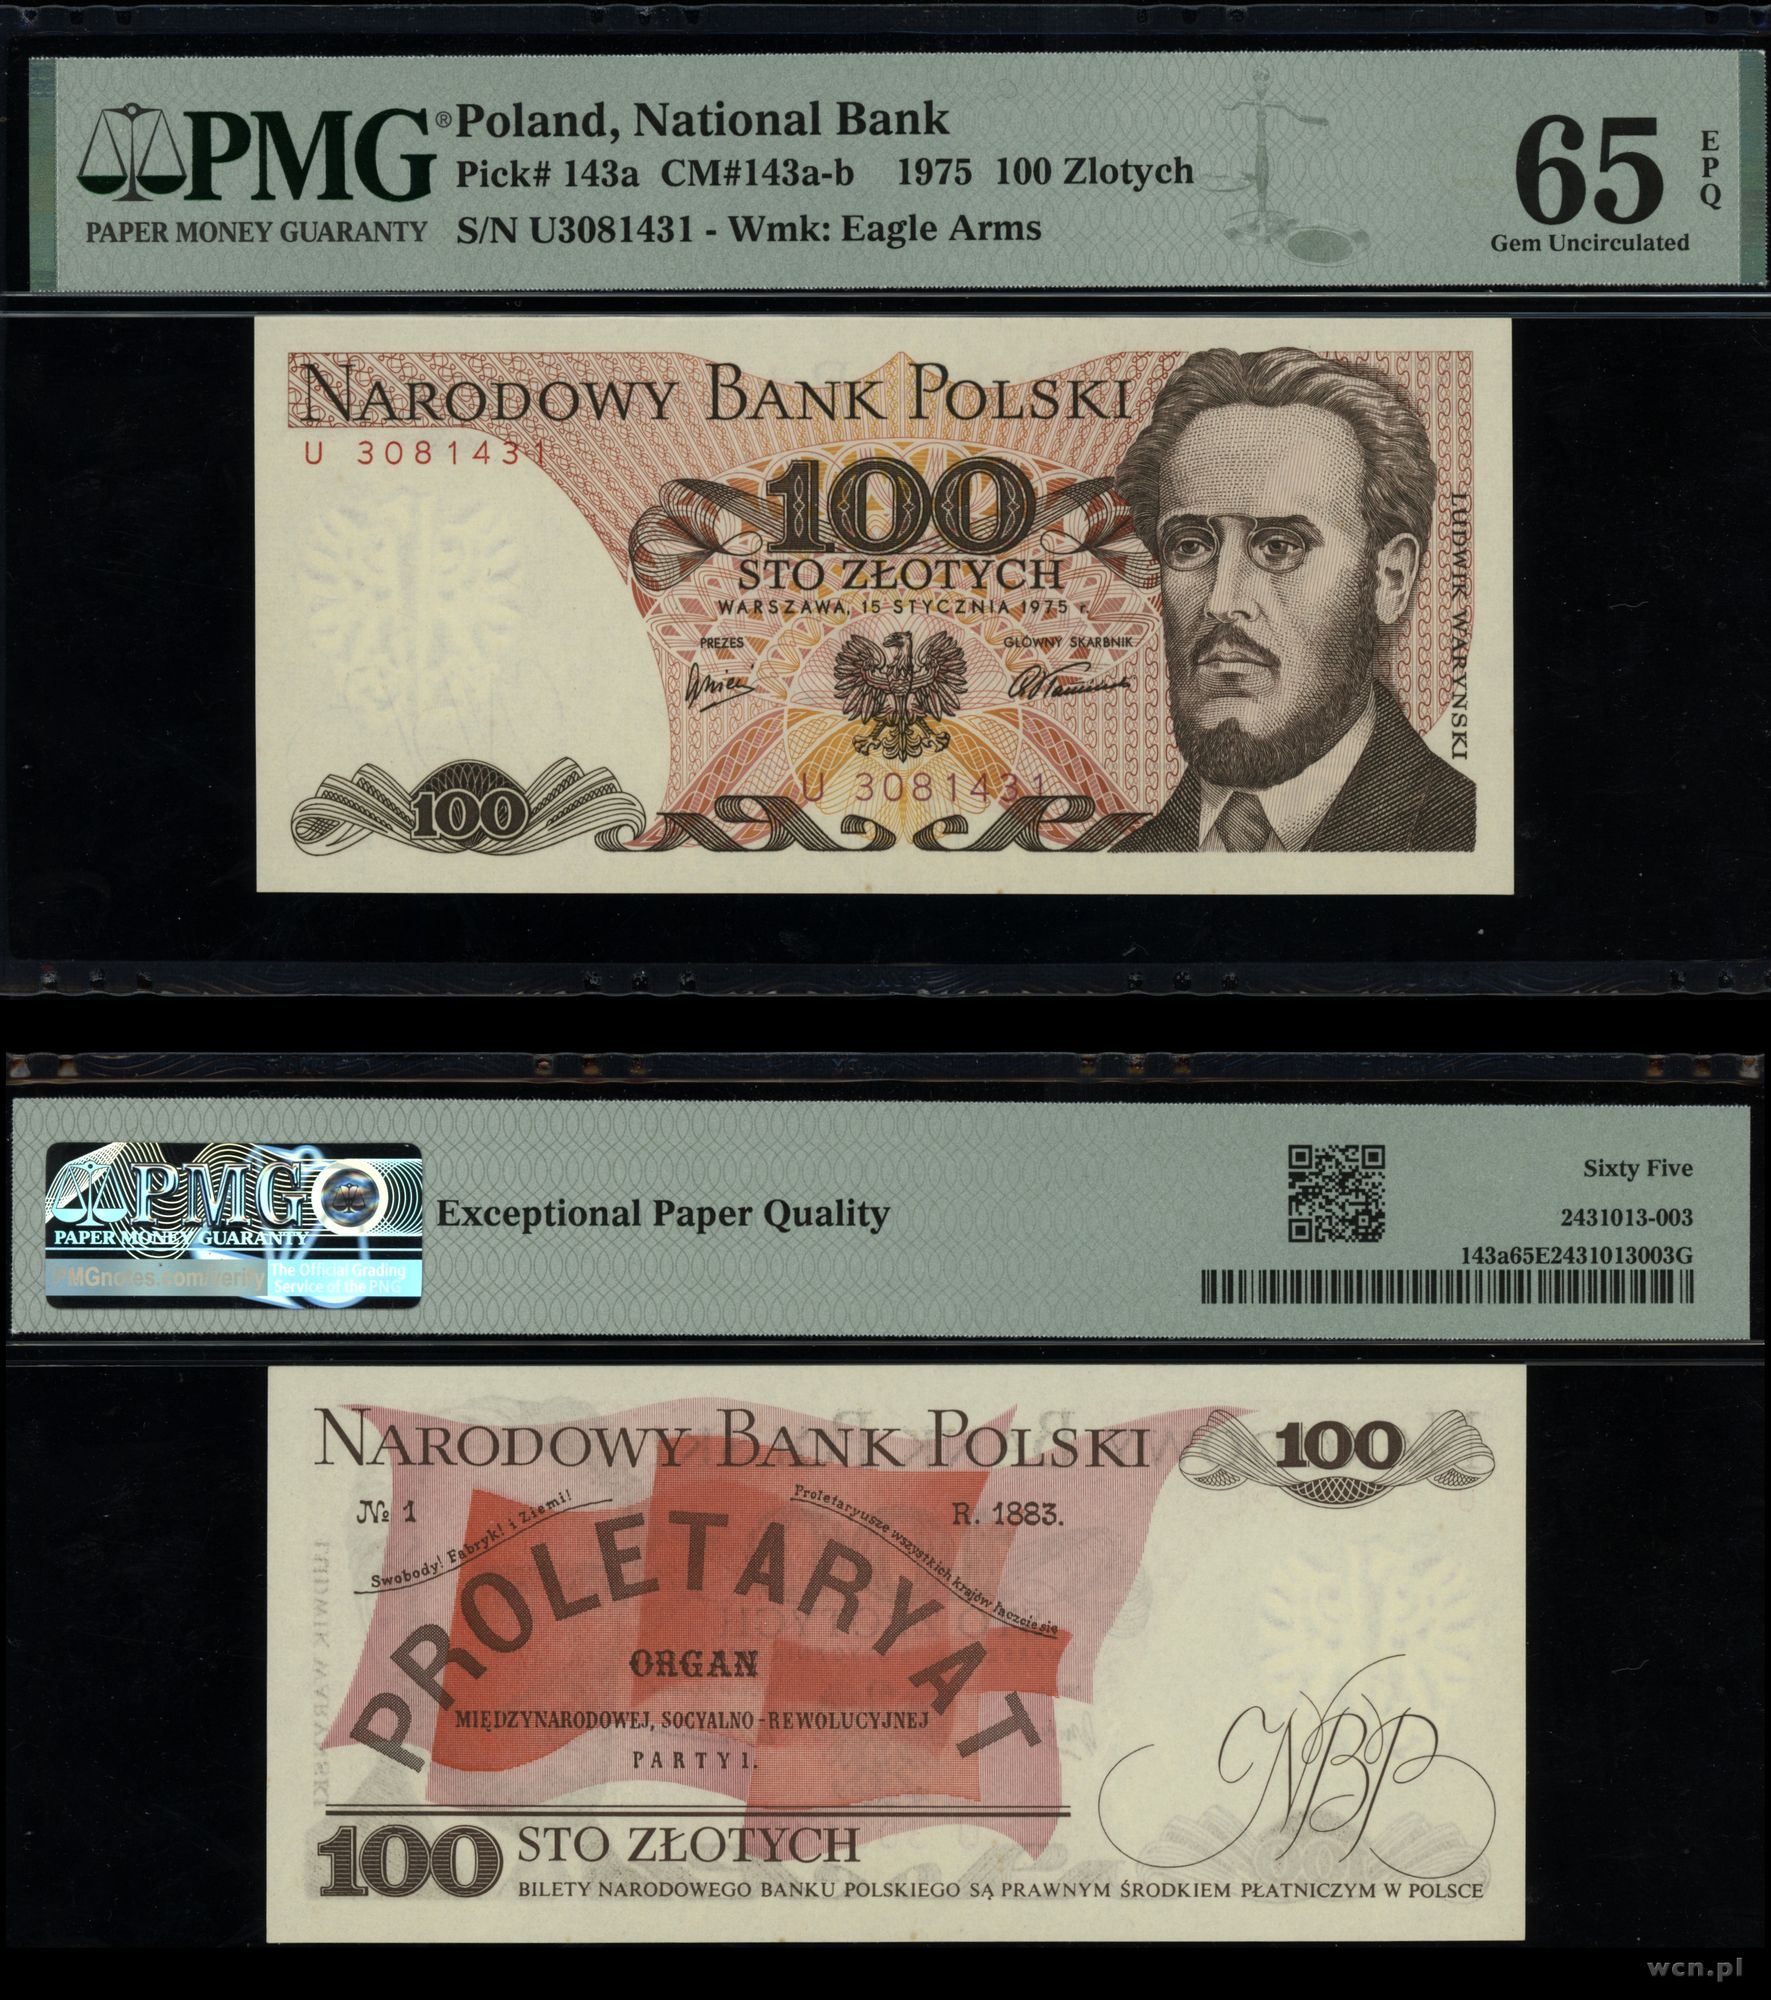 PMG® Poland, National Bank
Pick# 143a CM#143a-b 1975 100 Zlotych
PAPER MONEY GUARANTY S/N U3081431 - Wmk: Eagle Arms
65 EPQ
Gem Uncirculated
NARODOWY BANK POLSKI
U 3081431
100
STO ZŁOTYCH
WARSZAWA, 15 STYCZNIA 1975 r.
PREZES GŁÓWNY SKARBNIK
LUDWIK WARYŃSKI
U 3081431
100
PMG
PAPER MONEY GUARANTY
PMGnotes.com/verify
The Official Grading
Service of the PNG
Exceptional Paper Quality
Sixty Five
2431013-003
143a65E2431013003G
NARODOWY BANK POLSKI
100
№ 1
Swobody! Fabryk! i Ziemi!
Proletaryusze wszystkich krajów łączcie się
R. 1883.
PROLETARYAT
ORGAN
MIĘDZYNARODOWEJ, SOCYALNO-REWOLUCYJNEJ
PARTYI.
NBP
100 STO ZŁOTYCH
BILETY NARODOWEGO BANKU POLSKIEGO SĄ PRAWNYM ŚRODKIEM PŁATNICZYM W POLSCE
wcn.pl